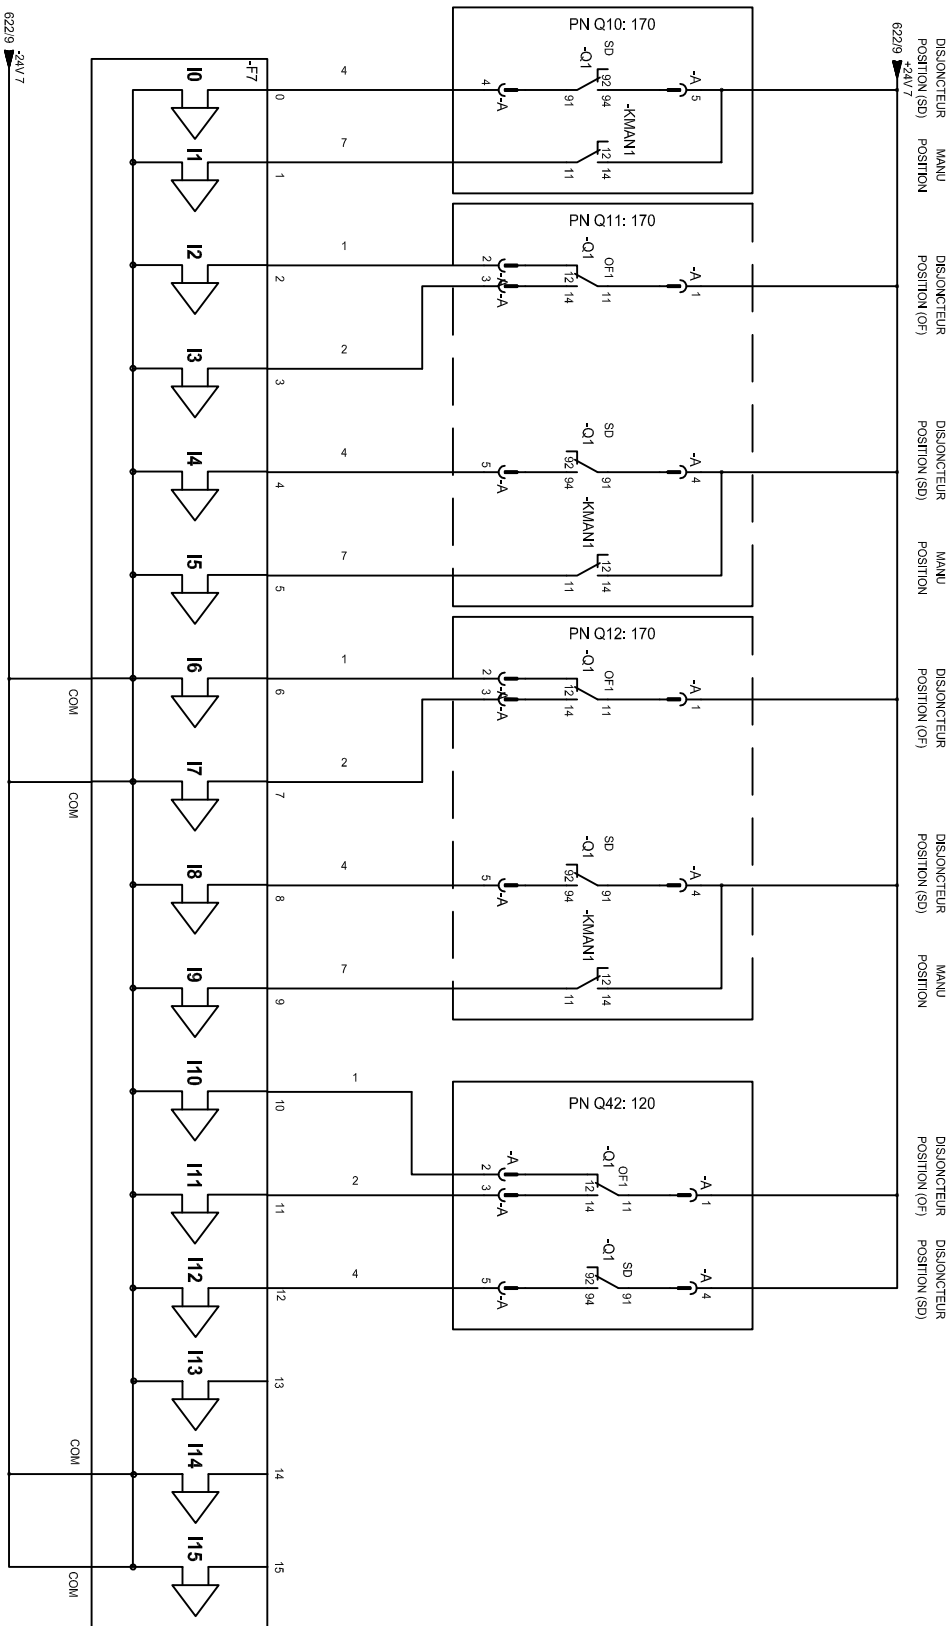 DISJONCTEUR
POSITION (SD)
MANU
POSITION
DISJONCTEUR
POSITION (OF)
DISJONCTEUR
POSITION (SD)
MANU
POSITION
DISJONCTEUR
POSITION (OF)
DISJONCTEUR
POSITION (SD)
MANU
POSITION
DISJONCTEUR
POSITION (OF)
DISJONCTEUR
POSITION (SD)
622/9
+24V 7
PN Q10: 170
SD
-Q1
92 94
91
-A
5
4
-A
-KMAN1
12 14
11
PN Q11: 170
-Q1
OF1
12 14
11
-A
1
2
-A
3
-A
SD
-Q1
92 94
91
-A
4
5
-A
-KMAN1
12 14
11
PN Q12: 170
-Q1
OF1
12 14
11
-A
1
2
-A
3
-A
SD
-Q1
92 94
91
-A
4
5
-A
-KMAN1
12 14
11
PN Q42: 120
-Q1
OF1
12 14
11
-A
1
2
-A
3
-A
-Q1
SD
92 94
91
-A
4
5
-A
4
7
1
2
4
7
1
2
4
7
1
2
4
-F7
0
1
2
3
4
5
6
7
8
9
10
11
12
13
14
15
I0
I1
I2
I3
I4
I5
I6
I7
I8
I9
I10
I11
I12
I13
I14
I15
COM
COM
COM
COM
622/9
-24V 7